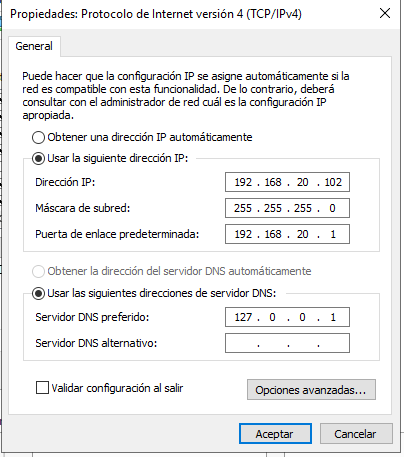 Propiedades: Protocolo de Internet versión 4 (TCP/IPv4)
General
Puede hacer que la configuración IP se asigne automáticamente si la
red es compatible con esta funcionalidad. De lo contrario, deberá
consultar con el administrador de red cuál es la configuración IP
apropiada.
Obtener una dirección IP automáticamente
Usar la siguiente dirección IP:
Dirección IP: 192 . 168 . 20 . 102
Máscara de subred: 255 . 255 . 255 . 0
Puerta de enlace predeterminada: 192 . 168 . 20 . 1
Obtener la dirección del servidor DNS automáticamente
Usar las siguientes direcciones de servidor DNS:
Servidor DNS preferido: 127 . 0 . 0 . 1
Servidor DNS alternativo: . . .
Validar configuración al salir
Opciones avanzadas...
Aceptar Cancelar